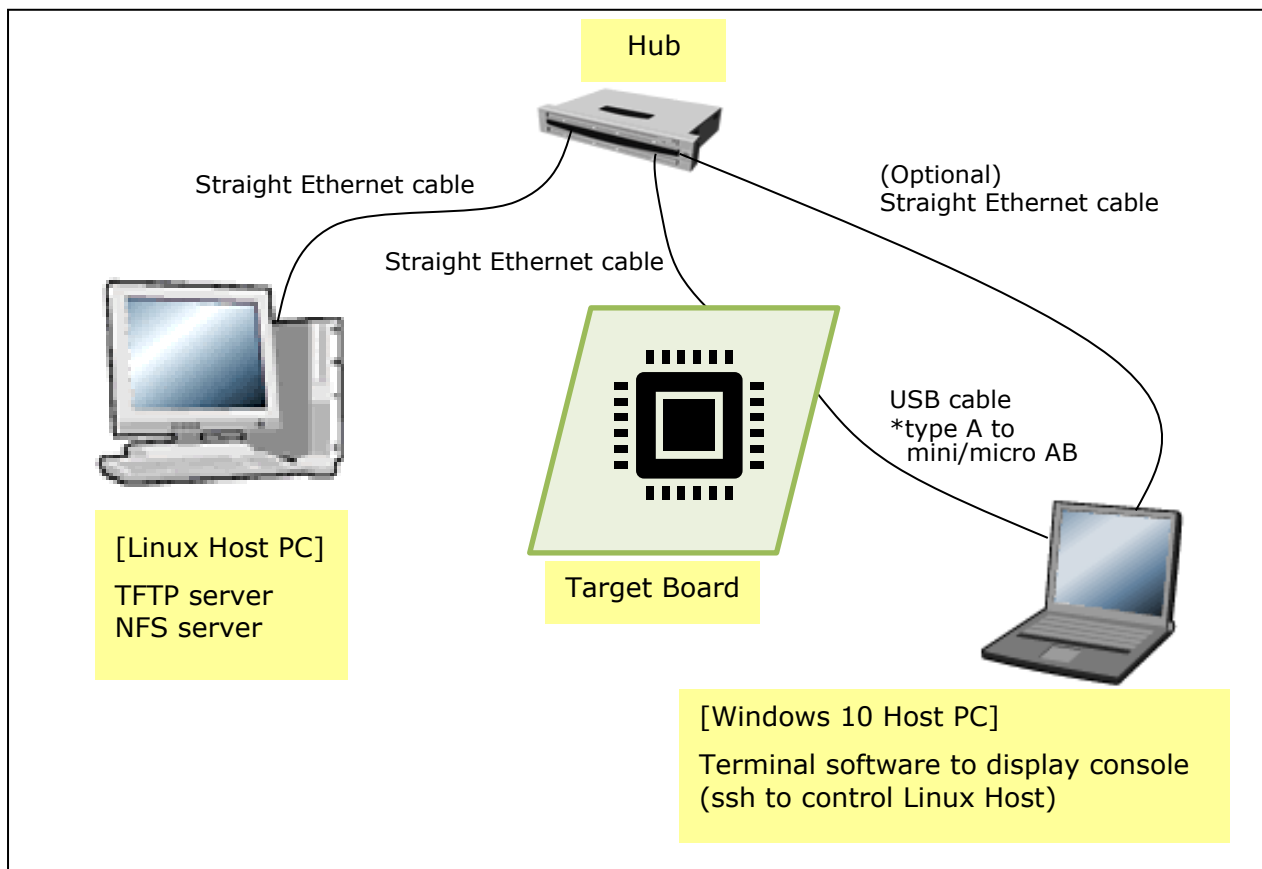 Hub
Straight Ethernet cable
(Optional)
Straight Ethernet cable
Straight Ethernet cable
USB cable
*type A to
mini/micro AB
[Linux Host PC]
TFTP server
NFS server
Target Board
[Windows 10 Host PC]
Terminal software to display console
(ssh to control Linux Host)